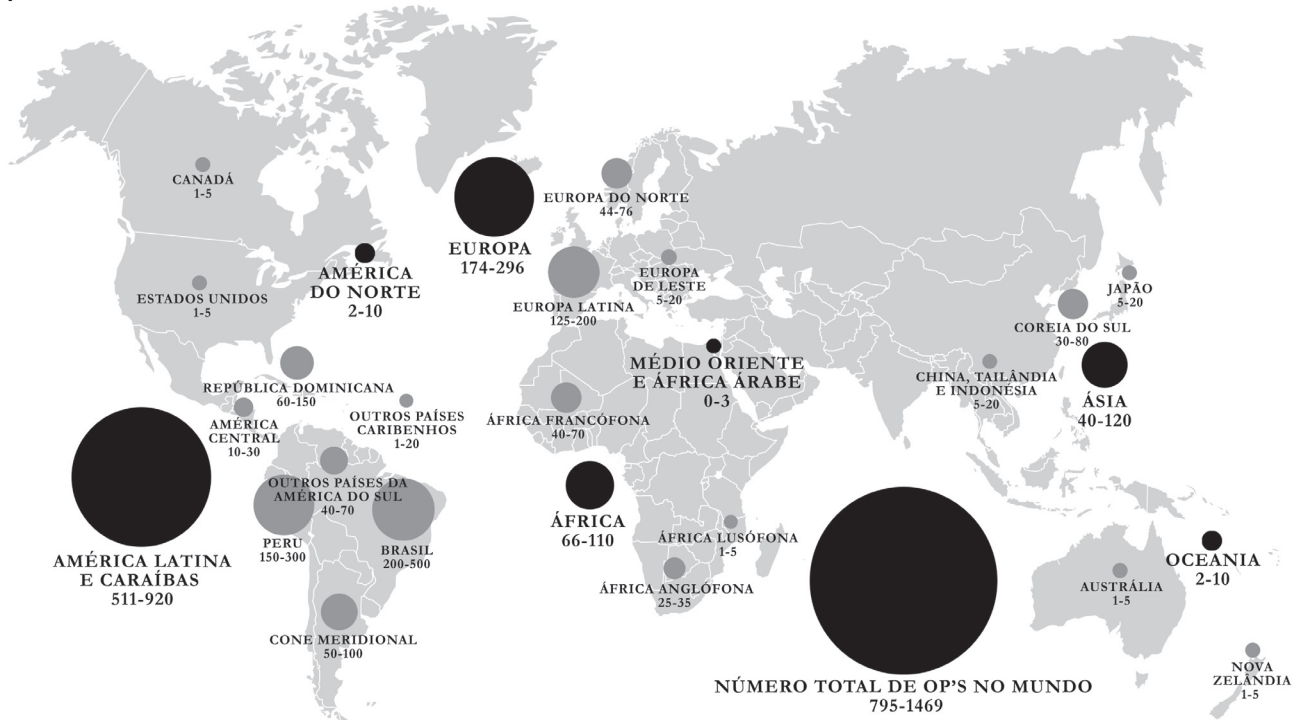 CANADÁ
1-5
EUROPA DO NORTE
44-76
EUROPA
174-296
AMÉRICA
DO NORTE
2-10
EUROPA
DE LESTE
5-20
JAPÃO
5-20
ESTADOS UNIDOS
1-5
EUROPA LATINA
125-200
COREIA DO SUL
30-80
MÉDIO ORIENTE
E ÁFRICA ÁRABE
0-3
CHINA, TAILÂNDIA
E INDONÉSIA
5-20
ÁSIA
40-120
REPÚBLICA DOMINICANA
60-150
OUTROS PAÍSES
CARIBENHOS
1-20
AMÉRICA
CENTRAL
10-30
ÁFRICA FRANCÓFONA
40-70
OUTROS PAÍSES DA
AMÉRICA DO SUL
40-70
PERU
150-300
BRASIL
200-500
AMÉRICA LATINA
E CARAÍBAS
511-920
ÁFRICA
66-110
ÁFRICA LUSÓFONA
1-5
ÁFRICA ANGLÓFONA
25-35
OCEANIA
2-10
AUSTRÁLIA
1-5
CONE MERIDIONAL
50-100
NOVA
ZELÂNDIA
1-5
NÚMERO TOTAL DE OP'S NO MUNDO
795-1469